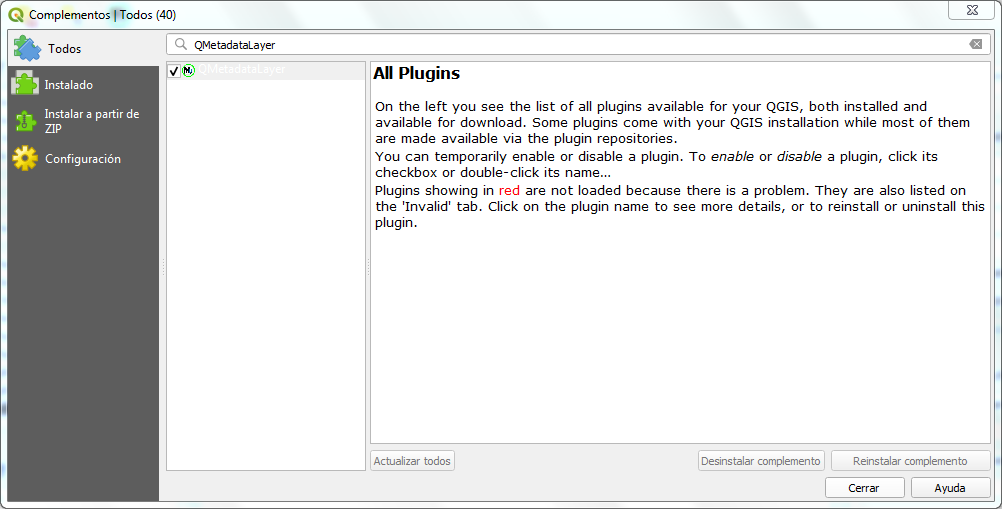 Complementos | Todos (40)
Todos
Instalado
Instalar a partir de
ZIP
Configuración
QMetadataLayer
QMetadataLayer
All Plugins
On the left you see the list of all plugins available for your QGIS, both installed and
available for download. Some plugins come with your QGIS installation while most of them
are made available via the plugin repositories.
You can temporarily enable or disable a plugin. To enable or disable a plugin, click its
checkbox or double-click its name...
Plugins showing in red are not loaded because there is a problem. They are also listed on
the 'Invalid' tab. Click on the plugin name to see more details, or to reinstall or uninstall this
plugin.
Actualizar todos
Desinstalar complemento
Reinstalar complemento
Cerrar
Ayuda